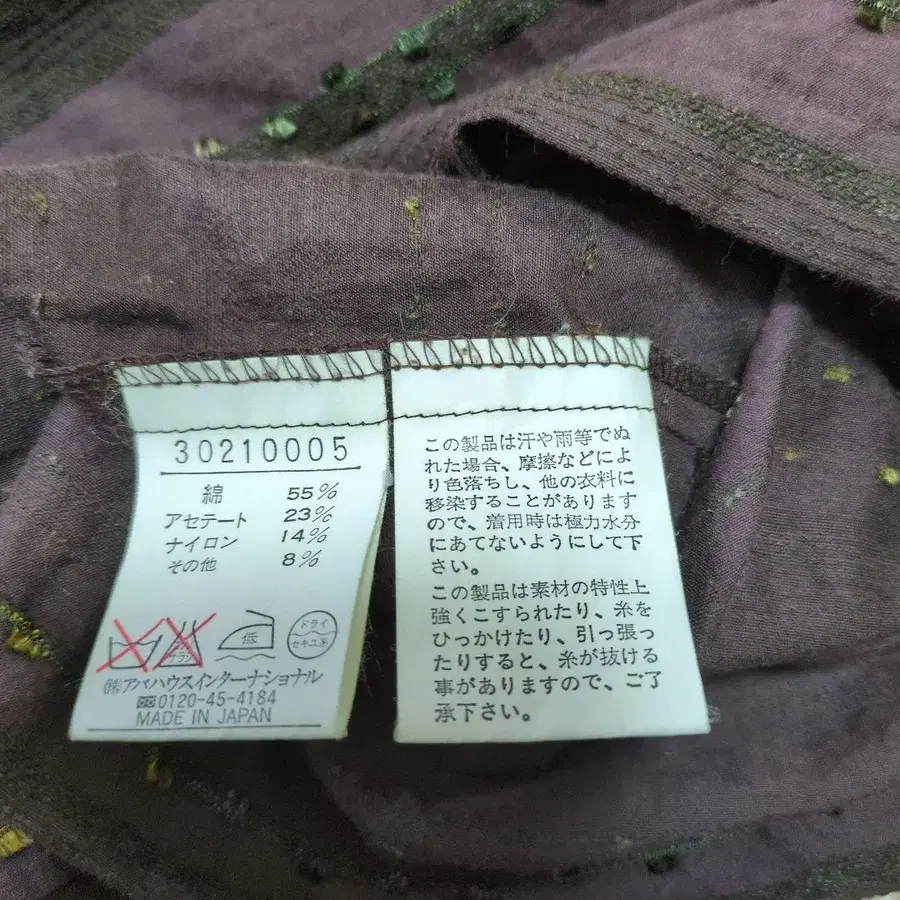 30210005
綿 55%
アセテート 23%
ナイロン 14%
その他 8%
エンソ
サラシ
低
ドライ
セキユ系
㈱アバハウスインターナショナル
0120-45-4184
MADE IN JAPAN
この製品は汗や雨等でぬ
れた場合、摩擦などによ
り色落ちし、他の衣料に
移染することがあります
ので、着用時は極力水分
にあてないようにして下
さい。
この製品は素材の特性上
強くこすられたり、糸を
ひっかけたり、引っ張っ
たりすると、糸が抜ける
事がありますので、ご了
承下さい。